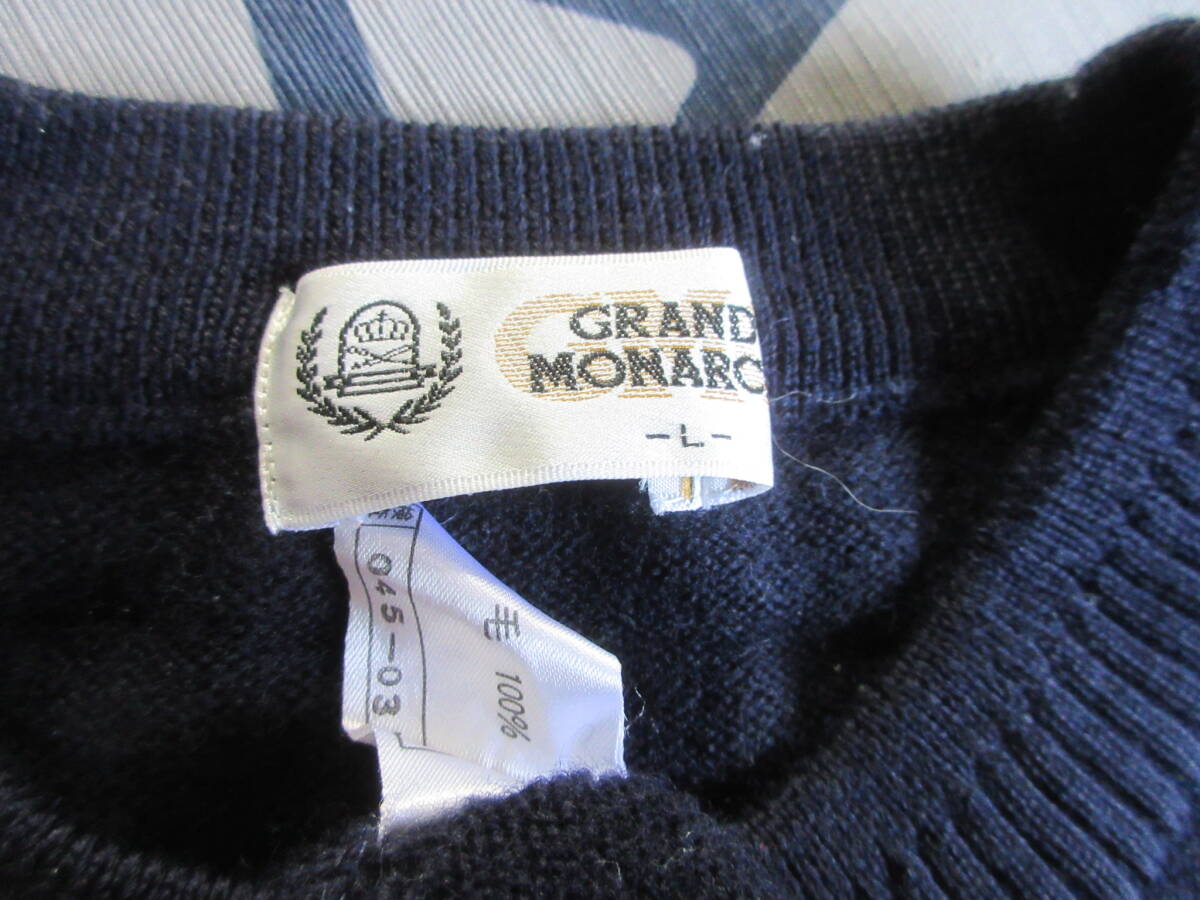 GRAND
MONARC
-L-
毛 100%
045-03